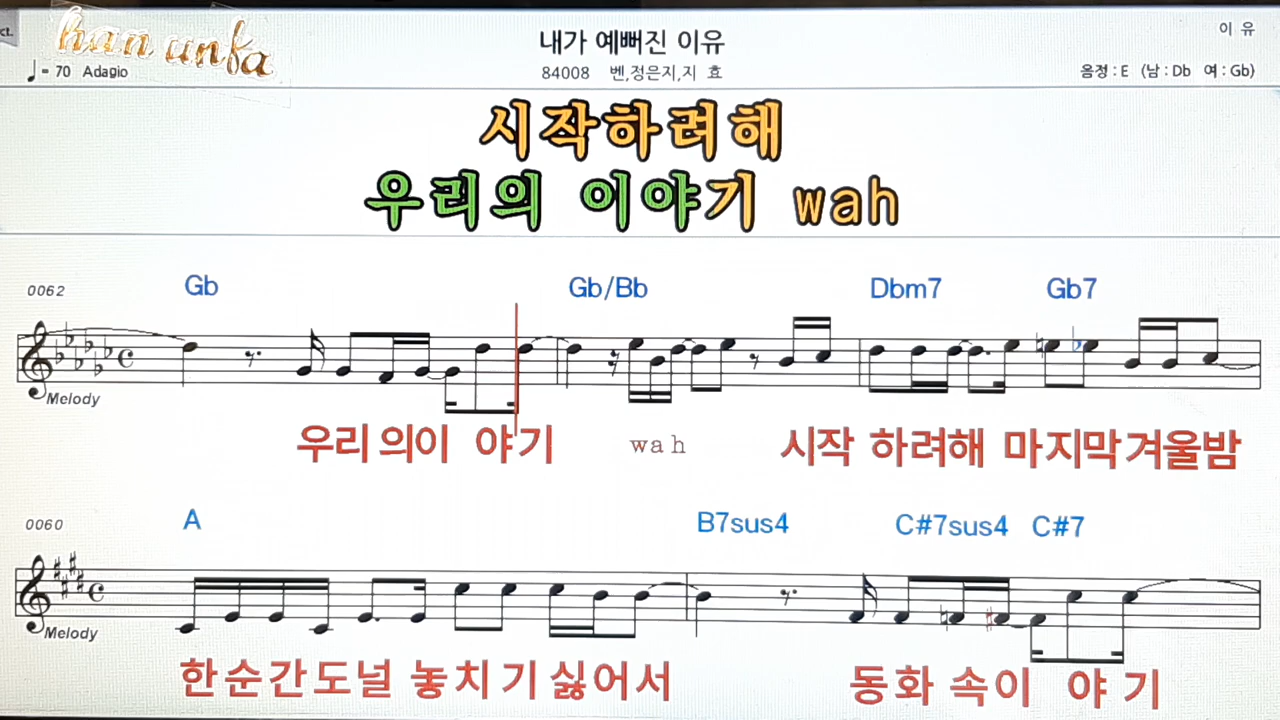 ct.
han unfa
내가 예뻐진 이유
이 유
♩= 70 Adagio
84008 벤,정은지,지 효
음정 : E (남 : Db 여 : Gb)
시작하려해
우리의 이야기 wah
0062 Gb Gb/Bb Dbm7 Gb7
Melody
우리 의이 야기 wah 시작 하려해 마지막겨울밤
0060 A B7sus4 C#7sus4 C#7
Melody
한순간도널 놓치기싫어서 동화 속이 야 기